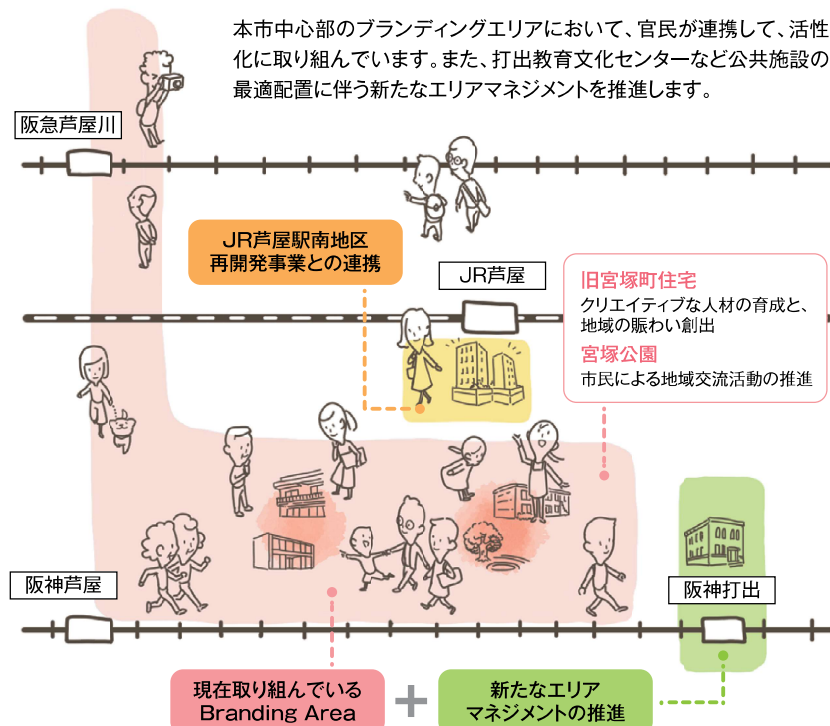 本市中心部のブランディングエリアにおいて、官民が連携して、活性
化に取り組んでいます。また、打出教育文化センターなど公共施設の
最適配置に伴う新たなエリアマネジメントを推進します。
阪急芦屋川
JR芦屋駅南地区
再開発事業との連携
JR芦屋
旧宮塚町住宅
クリエイティブな人材の育成と、
地域の賑わい創出
宮塚公園
市民による地域交流活動の推進
阪神芦屋
阪神打出
現在取り組んでいる
Branding Area
+
新たなエリア
マネジメントの推進